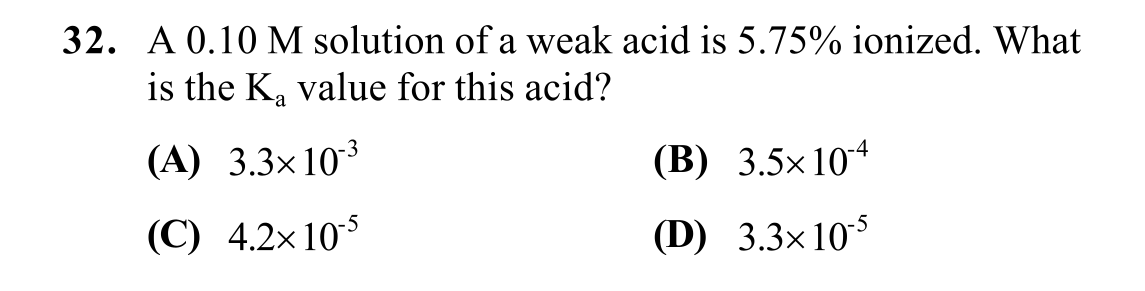 32. A 0.10 M solution of a weak acid is 5.75% ionized. What
is the Kₐ value for this acid?
(A) 3.3×10⁻³ (B) 3.5×10⁻⁴
(C) 4.2×10⁻⁵ (D) 3.3×10⁻⁵